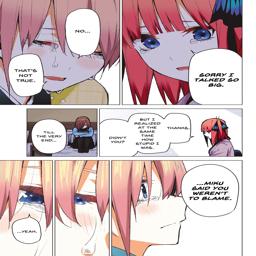 SORRY I
TALKED SO
BIG.
NO...
THAT'S
NOT
TRUE.
THANKS.
BUT I
REALIZED
AT THE
SAME
TIME
HOW
STUPID I
WAS.
DIDN'T
YOU?
TILL
THE VERY
END...
...MIKU
SAID YOU
WEREN'T
TO BLAME.
...YEAH.